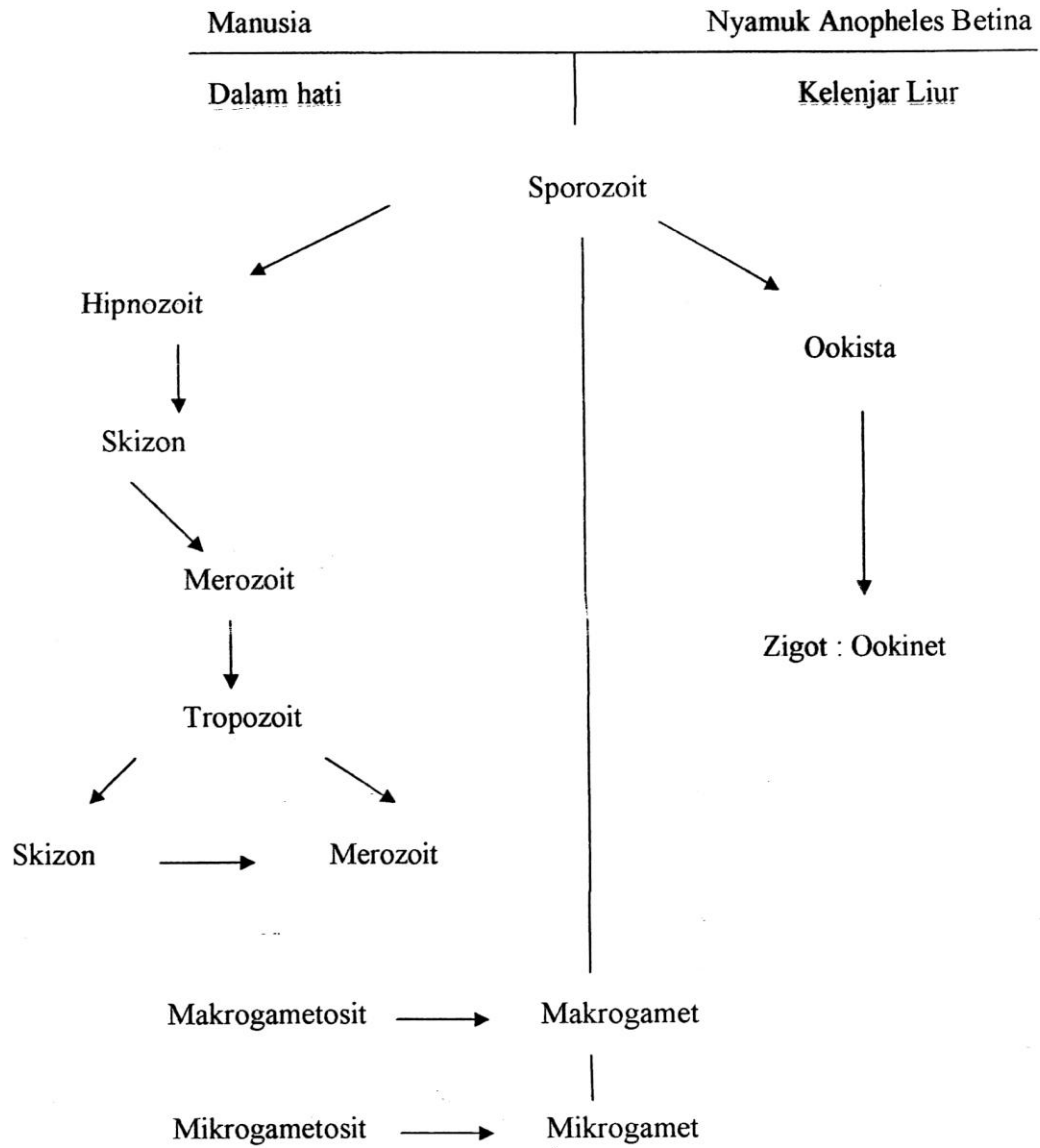 Manusia Nyamuk Anopheles Betina
Dalam hati Kelenjar Liur
Sporozoit
Hipnozoit
Ookista
Skizon
Merozoit
Zigot : Ookinet
Tropozoit
Skizon Merozoit
Makrogametosit Makrogamet
Mikrogametosit Mikrogamet